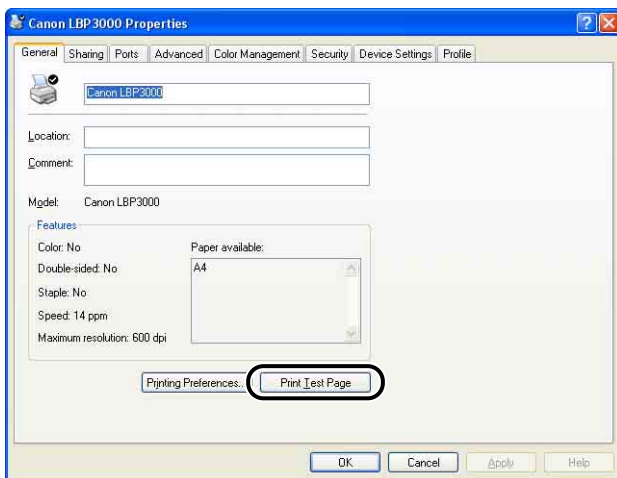 Canon LBP3000 Properties
General Sharing Ports Advanced Color Management Security Device Settings Profile
Canon LBP3000
Location:
Comment:
Model: Canon LBP3000
Features
Color: No Paper available:
Double-sided: No A4
Staple: No
Speed: 14 ppm
Maximum resolution: 600 dpi
Printing Preferences... Print Test Page
OK Cancel Apply Help